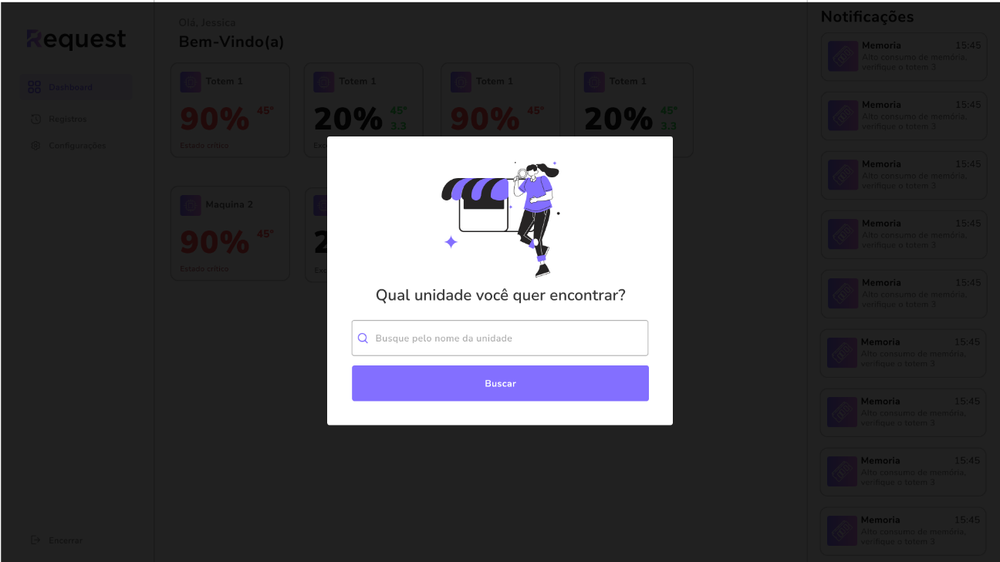 Request
Dashboard
Registros
Configurações
Encerrar
Olá, Jessica
Bem-Vindo(a)
Totem 1
90% 45°
Estado crítico
Totem 1
20% 45°
3.3
Totem 1
90% 45°
Totem 1
20% 45°
3.3
Maquina 2
90% 45°
Estado crítico
Qual unidade você quer encontrar?
Busque pelo nome da unidade
Buscar
Notificações
Memoria 15:45
Alto consumo de memória,
verifique o totem 3
Memoria 15:45
Alto consumo de memória,
verifique o totem 3
Memoria 15:45
Alto consumo de memória,
verifique o totem 3
Memoria 15:45
Alto consumo de memória,
verifique o totem 3
Memoria 15:45
Alto consumo de memória,
verifique o totem 3
Memoria 15:45
Alto consumo de memória,
verifique o totem 3
Memoria 15:45
Alto consumo de memória,
verifique o totem 3
Memoria 15:45
Alto consumo de memória,
verifique o totem 3
Memoria 15:45
Alto consumo de memória,
verifique o totem 3